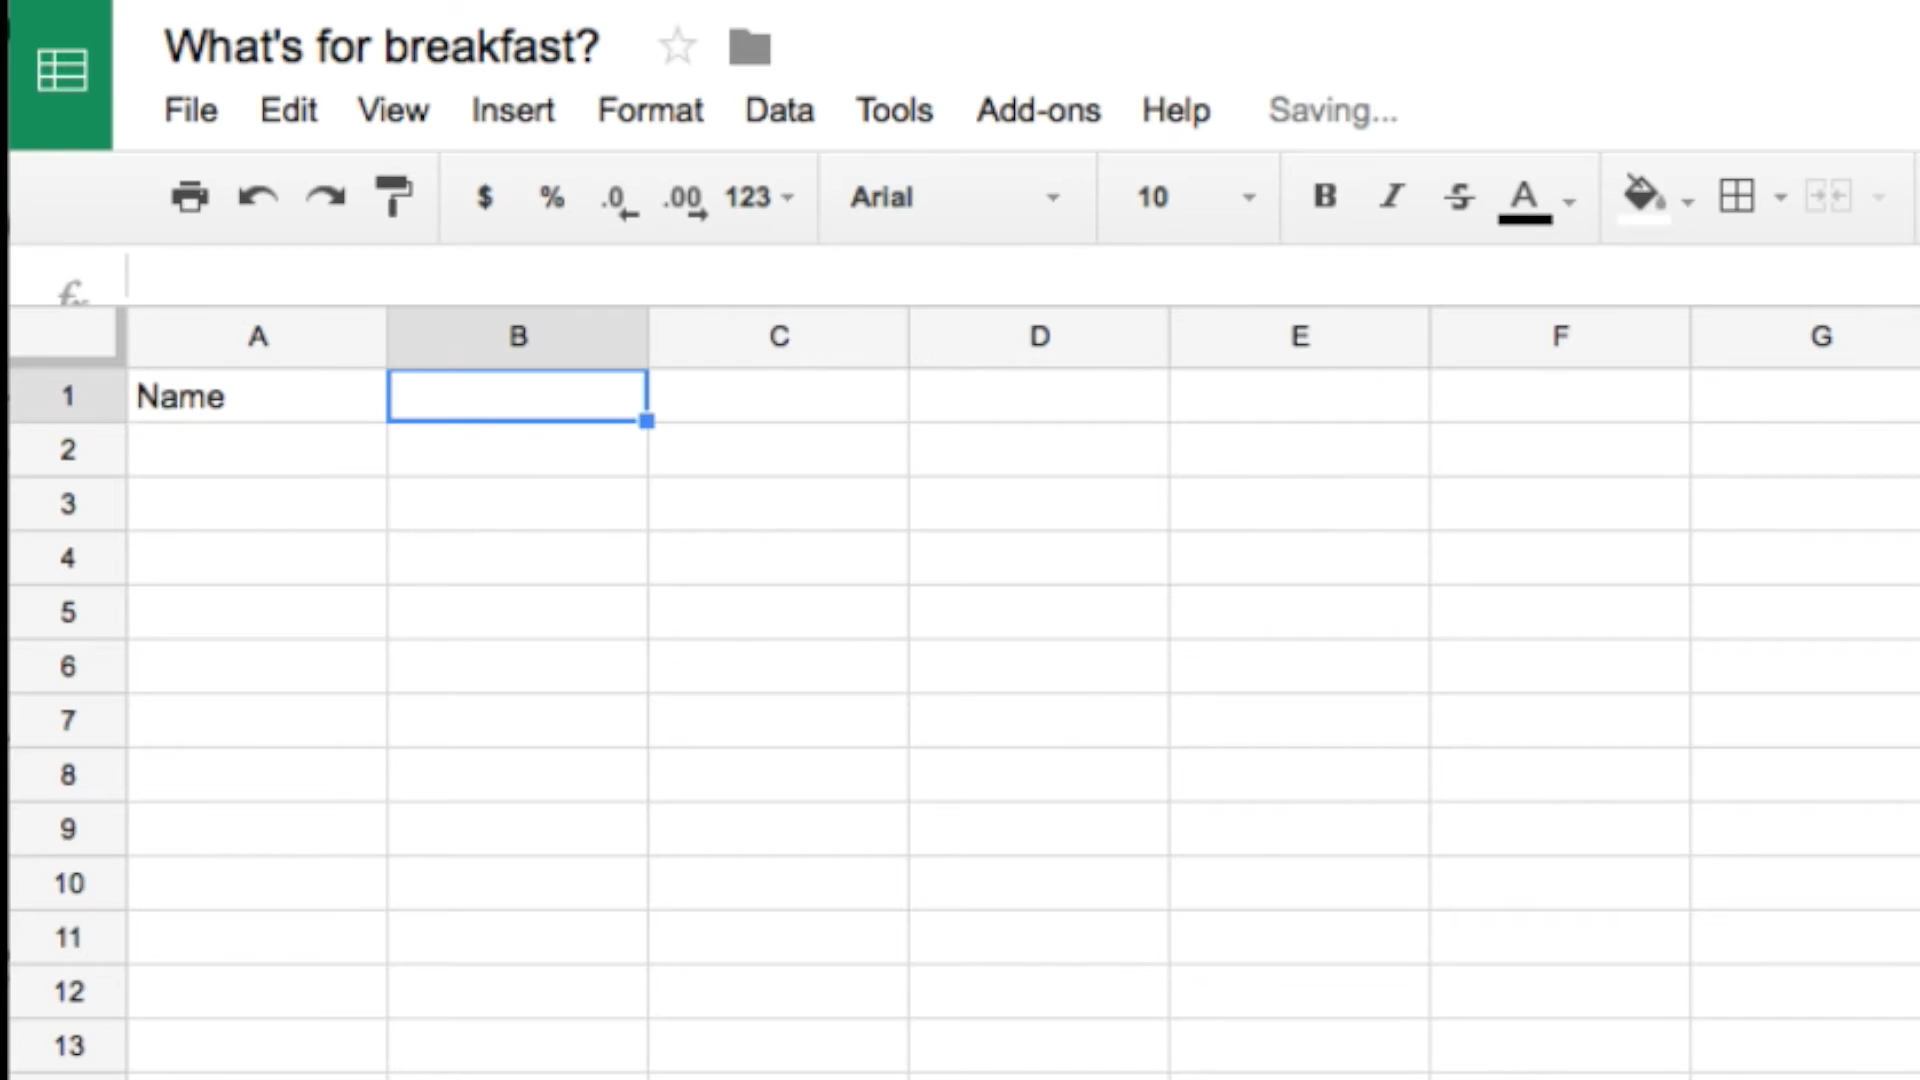 What's for breakfast?
File Edit View Insert Format Data Tools Add-ons Help Saving...
$ % .0 .00 123 Arial 10 B I S A
fx
A B C D E F G
1 Name
2
3
4
5
6
7
8
9
10
11
12
13